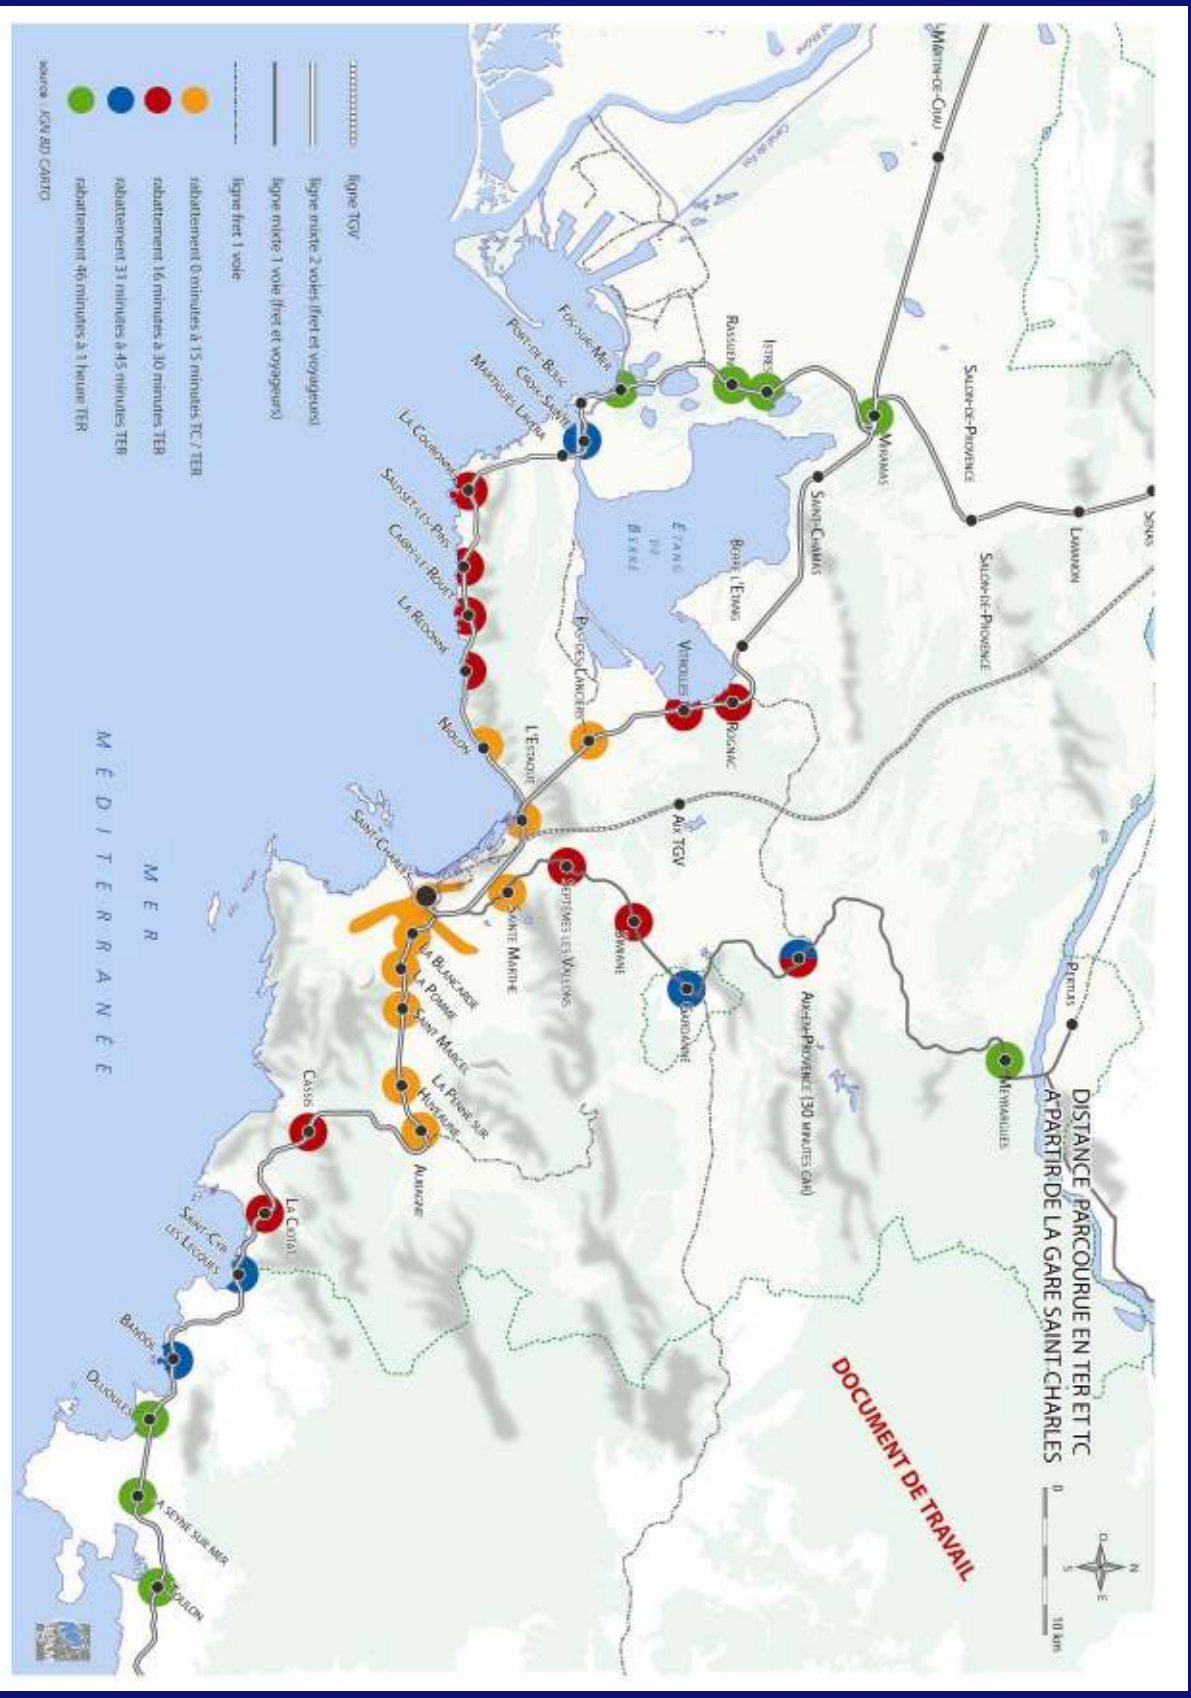 DISTANCE PARCOURUE EN TER ET TC
A PARTIR DE LA GARE SAINT-CHARLES
0
10 km
N
O
E
S
DOCUMENT DE TRAVAIL
SÉNAS
LAMANON
SALON-DE-PROVENCE
SALON-DE-PROVENCE
MIRAMAS
SAINT-CHAMAS
ISTRES
RASSUEN
FOS-SUR-MER
PORT-DE-BOUC
CROIX-SAINTE
MARTIGUES LAVÉRA
LA COURONNE
SAUSSET-LES-PINS
LA REDONNE
NIOLON
ÉTANG
DE
BERRE
BERRE L'ETANG
ROGNAC
VITROLLES
PAS-DES-LANCIERS
L'ESTAQUE
AIX TGV
PERTUIS
MEYRARGUES
AIX-EN-PROVENCE (30 MINUTES CAR)
GARDANNE
SEPTÈMES LES VALLONS
SAINTE MARTHE
SAINT-CHARLES
LA BLANCARDE
LA POMME
SAINT MARCEL
LA PENNE SUR
HUVEAUNE
AUBAGNE
CASSIS
LA CIOTAT
SAINT-CYR
LES LECQUES
BANDOL
OLLIOULES
A SEYNE SUR MER
TOULON
MER
MÉDITERRANÉE
ligne TGV
ligne mixte 2 voies (fret et voyageurs)
ligne mixte 1 voie (fret et voyageurs)
ligne fret 1 voie
rabattement 0 minutes à 15 minutes TC / TER
rabattement 16 minutes à 30 minutes TER
rabattement 31 minutes à 45 minutes TER
rabattement 46 minutes à 1 heure TER
source : IGN BD CARTO